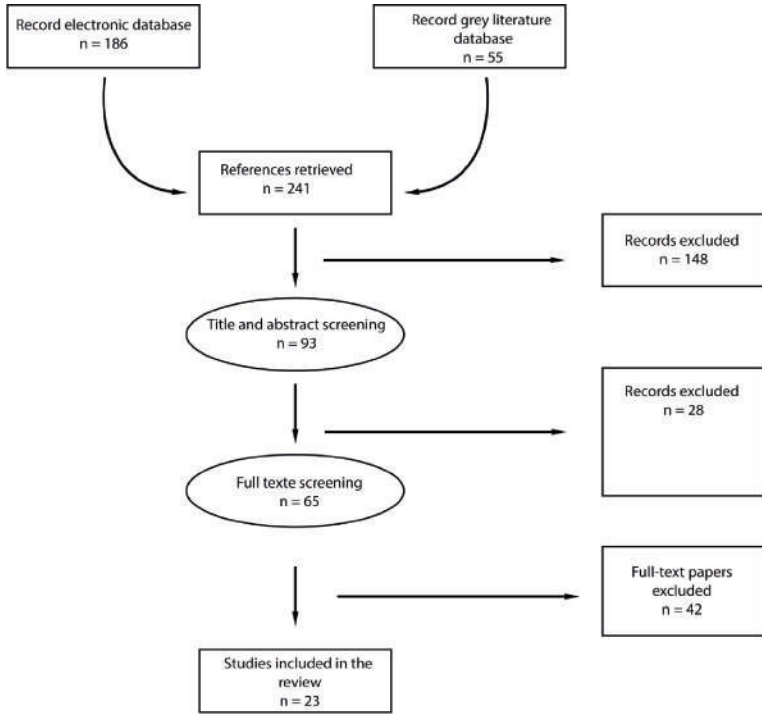 Record electronic database
n = 186
Record grey literature
database
n = 55
References retrieved
n = 241
Records excluded
n = 148
Title and abstract screening
n = 93
Records excluded
n = 28
Full texte screening
n = 65
Full-text papers
excluded
n = 42
Studies included in the
review
n = 23